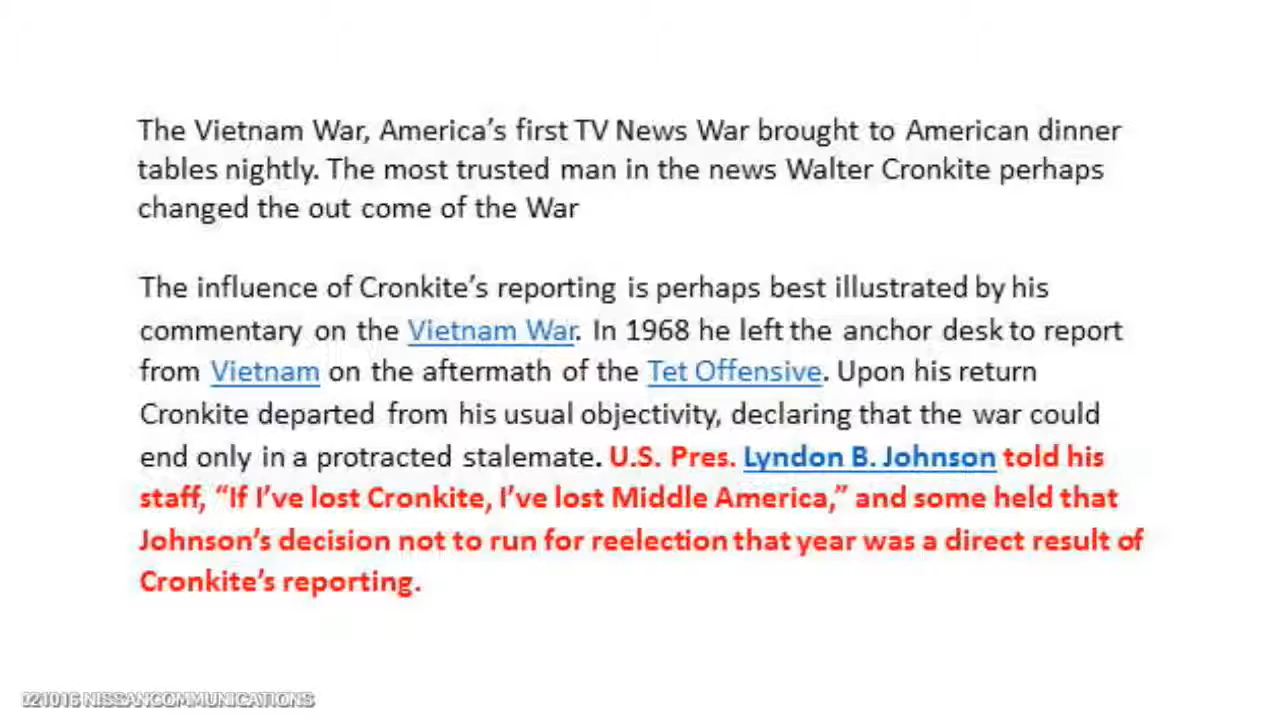 The Vietnam War, America's first TV News War brought to American dinner
tables nightly. The most trusted man in the news Walter Cronkite perhaps
changed the out come of the War
The influence of Cronkite's reporting is perhaps best illustrated by his
commentary on the Vietnam War. In 1968 he left the anchor desk to report
from Vietnam on the aftermath of the Tet Offensive. Upon his return
Cronkite departed from his usual objectivity, declaring that the war could
end only in a protracted stalemate. U.S. Pres. Lyndon B. Johnson told his
staff, “If I've lost Cronkite, I've lost Middle America,” and some held that
Johnson's decision not to run for reelection that year was a direct result of
Cronkite's reporting.
021016 NISSANCOMMUNICATIONS